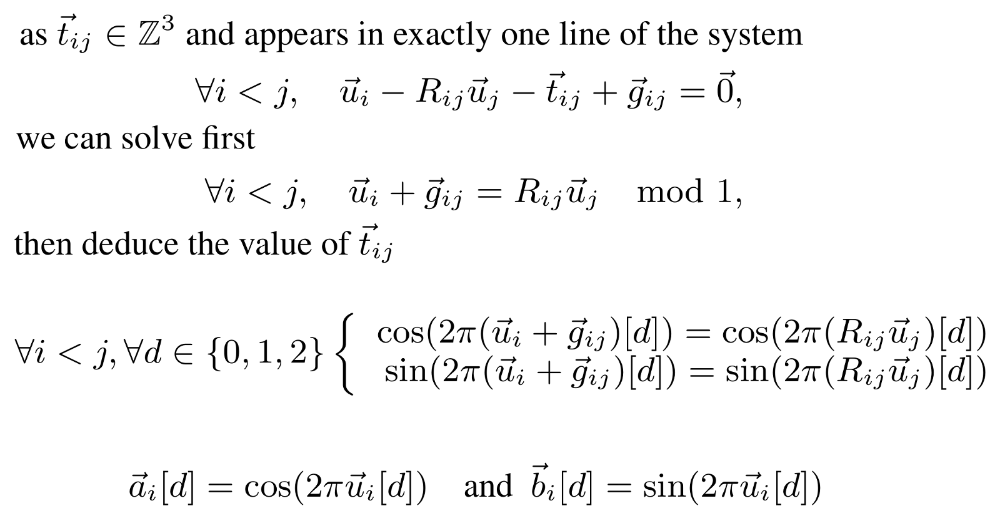 as $\vec{t}_{ij} \in \mathbb{Z}^3$ and appears in exactly one line of the system
$\forall i < j, \quad \vec{u}_i - R_{ij}\vec{u}_j - \vec{t}_{ij} + \vec{g}_{ij} = \vec{0},$
we can solve first
$\forall i < j, \quad \vec{u}_i + \vec{g}_{ij} = R_{ij}\vec{u}_j \mod 1,$
then deduce the value of $\vec{t}_{ij}$
$\forall i < j, \forall d \in \{0, 1, 2\} \left\{ \begin{array}{r} \cos(2\pi(\vec{u}_i + \vec{g}_{ij})[d]) = \cos(2\pi(R_{ij}\vec{u}_j)[d]) \\ \sin(2\pi(\vec{u}_i + \vec{g}_{ij})[d]) = \sin(2\pi(R_{ij}\vec{u}_j)[d]) \end{array} \right.$
$\vec{a}_i[d] = \cos(2\pi\vec{u}_i[d]) \quad \text{and} \quad \vec{b}_i[d] = \sin(2\pi\vec{u}_i[d])$